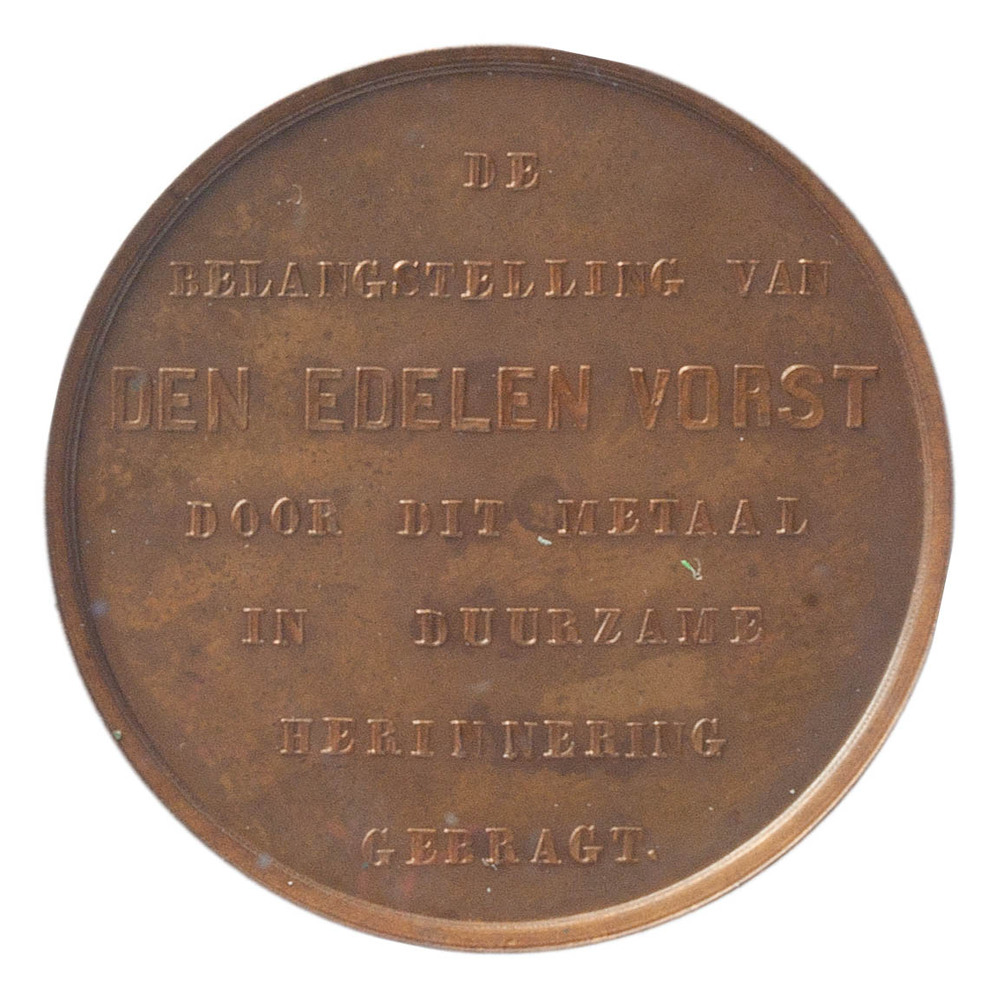 DE
BELANGSTELLING VAN
DEN EDELEN VORST
DOOR DIT METAAL
IN DUURZAME
HERINNERING
GEBRAGT.